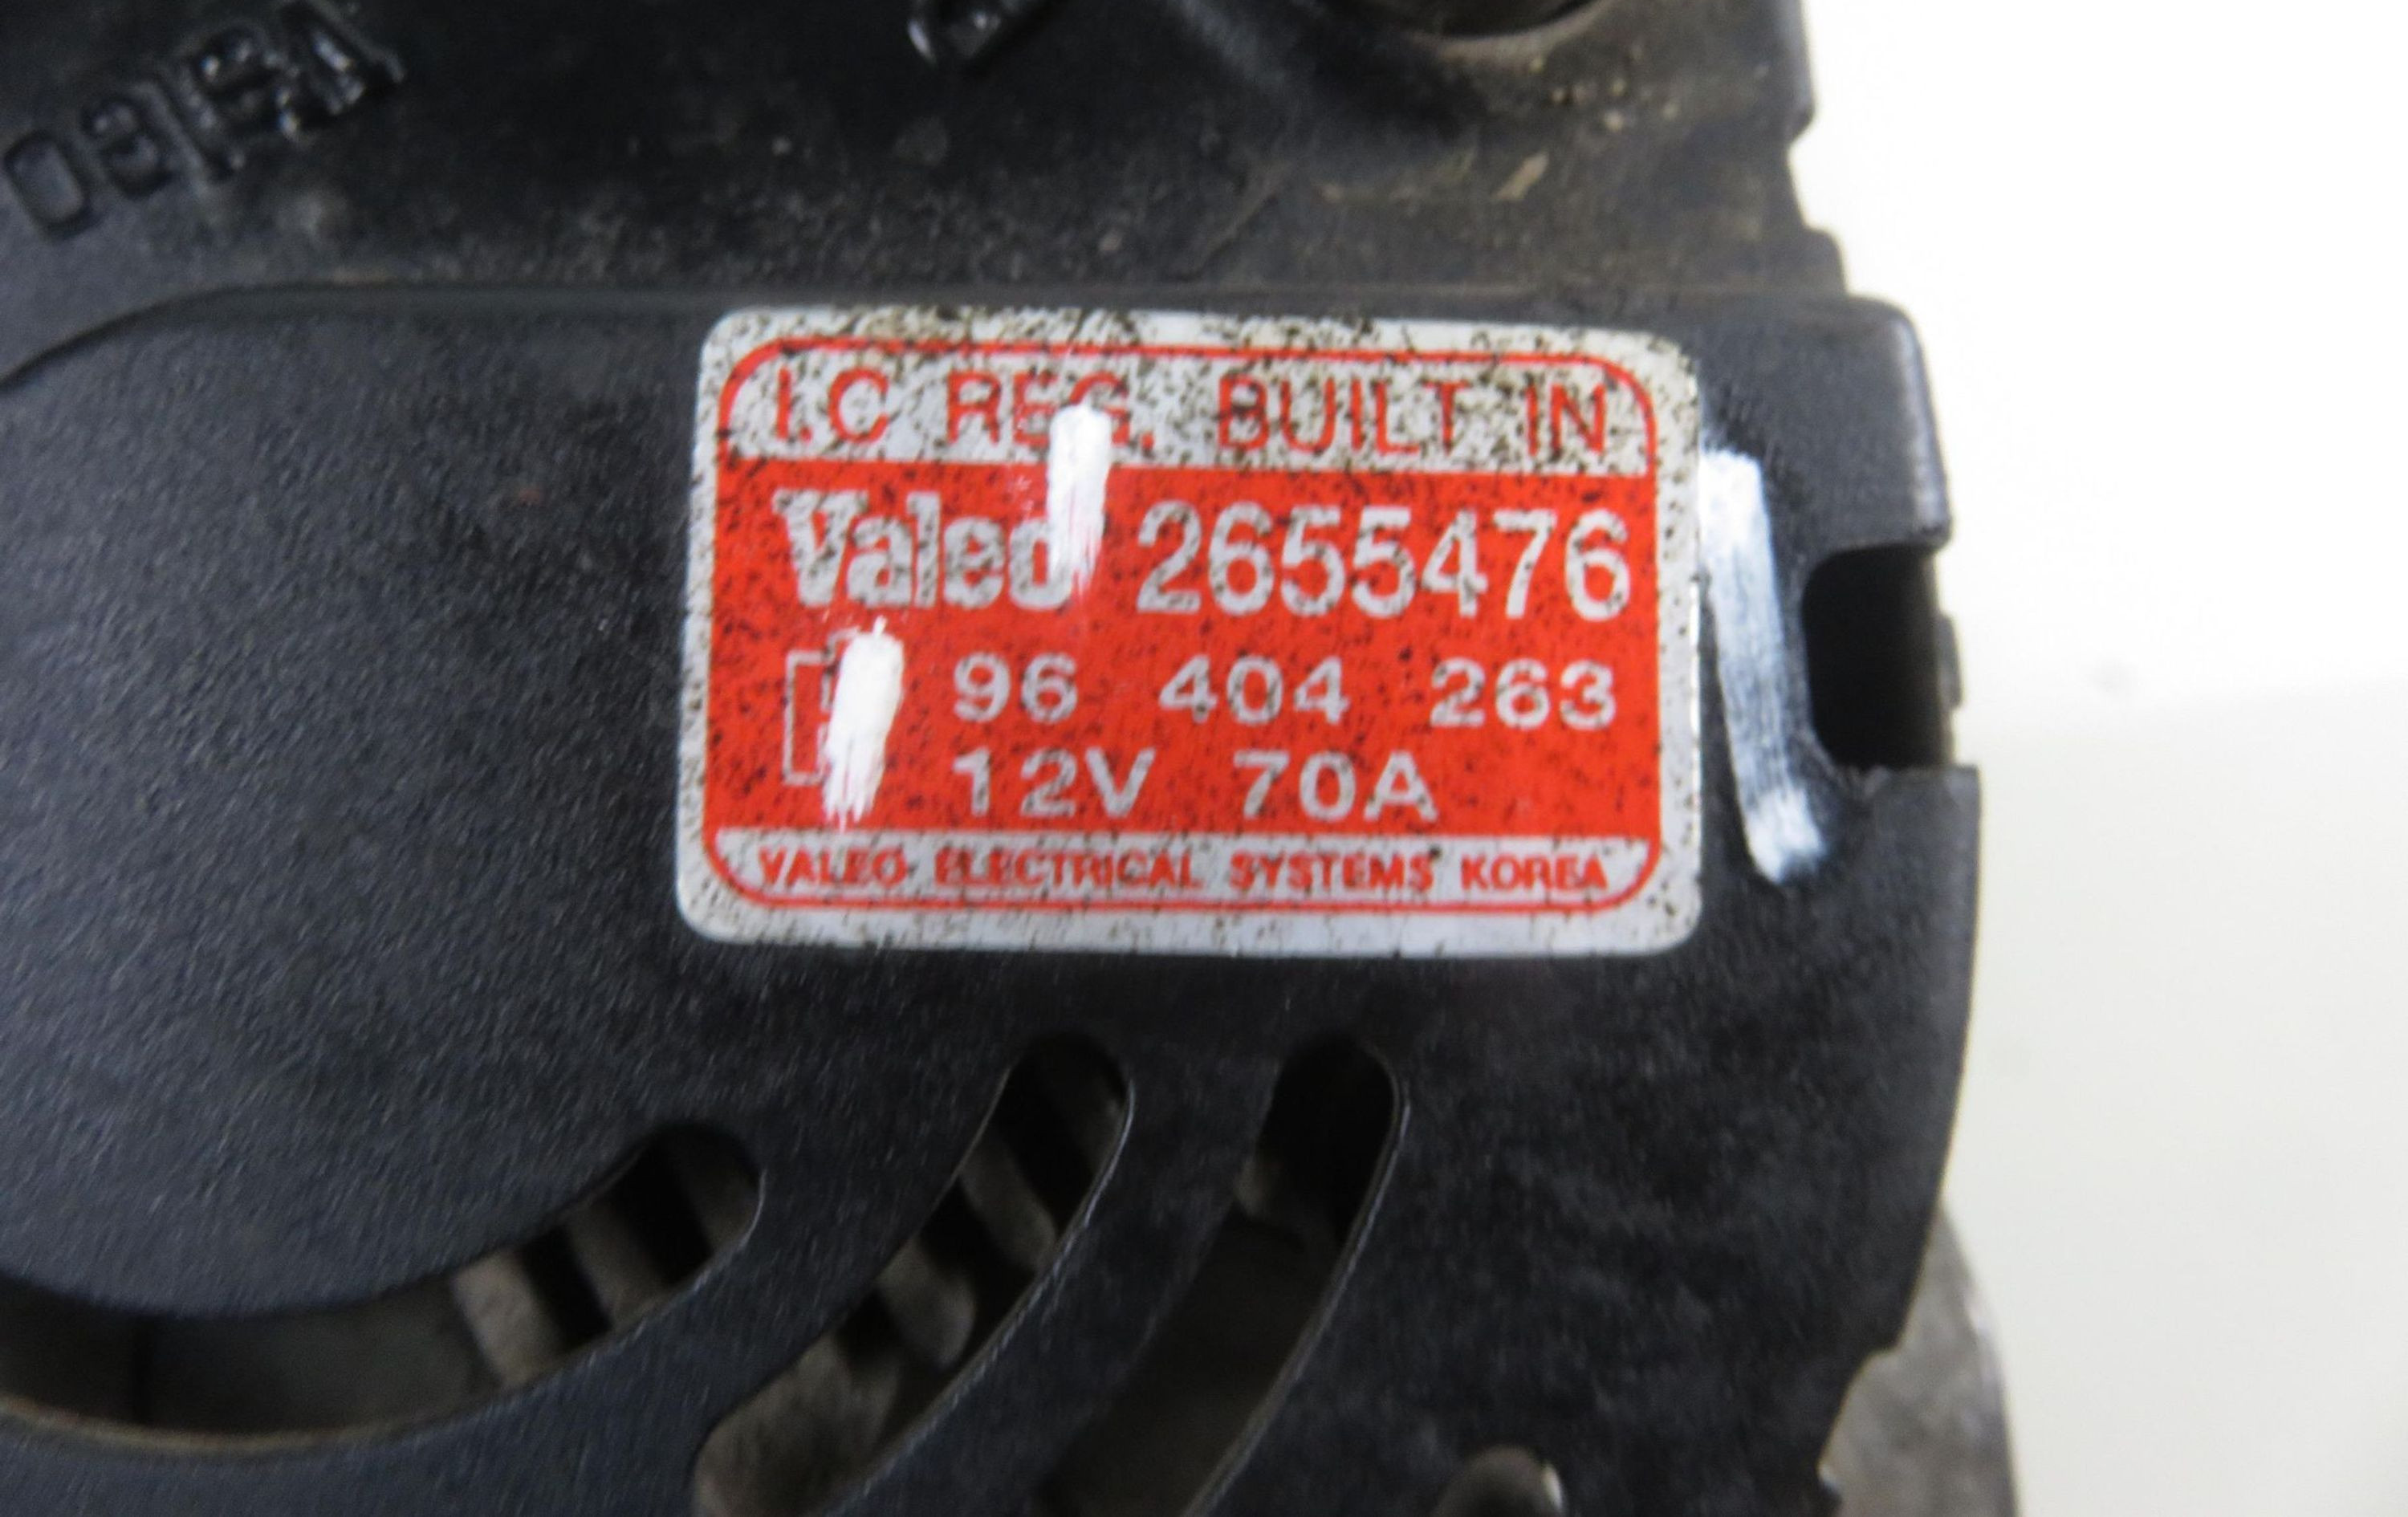 Valeo
I.C REG. BUILT IN
Valeo 2655476
96 404 263
12V 70A
VALEO ELECTRICAL SYSTEMS KOREA